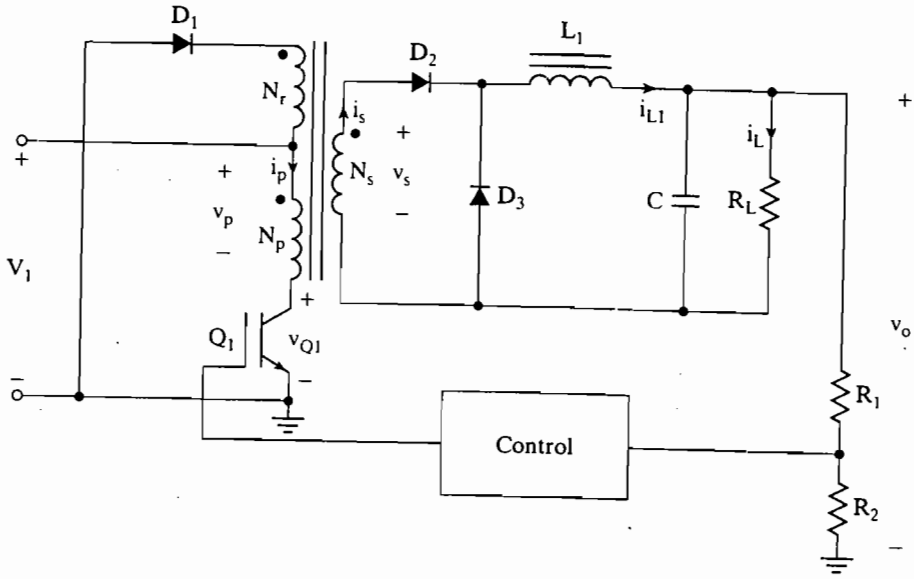 D1
Nr
+
ip
+
vp
−
Np
V1
−
+
Q1
vQ1
−
is
Ns
+
vs
−
D2
D3
L1
iL1
C
iL
RL
+
vo
R1
R2
−
Control